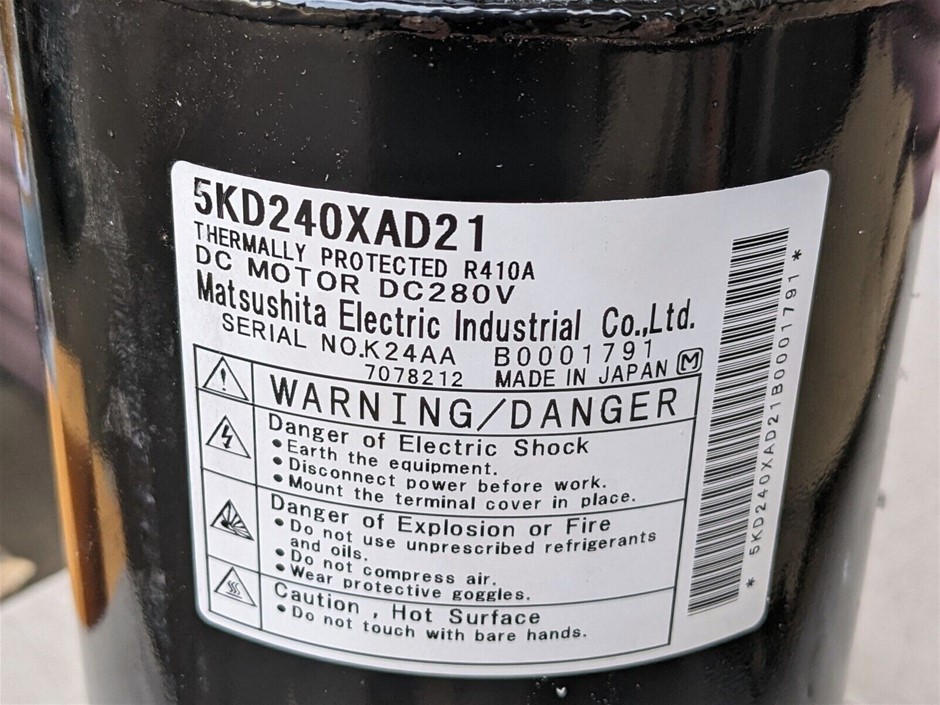 5KD240XAD21
THERMALLY PROTECTED R410A
DC MOTOR DC280V
Matsushita Electric Industrial Co.,Ltd.
SERIAL NO.K24AA B0001791
7078212 MADE IN JAPAN M
WARNING/DANGER
Danger of Electric Shock
•Earth the equipment.
•Disconnect power before work.
•Mount the terminal cover in place.
Danger of Explosion or Fire
•Do not use unprescribed refrigerants
and oils.
•Do not compress air.
•Wear protective goggles.
Caution , Hot Surface
•Do not touch with bare hands.
* 5KD240XAD21B0001791 *